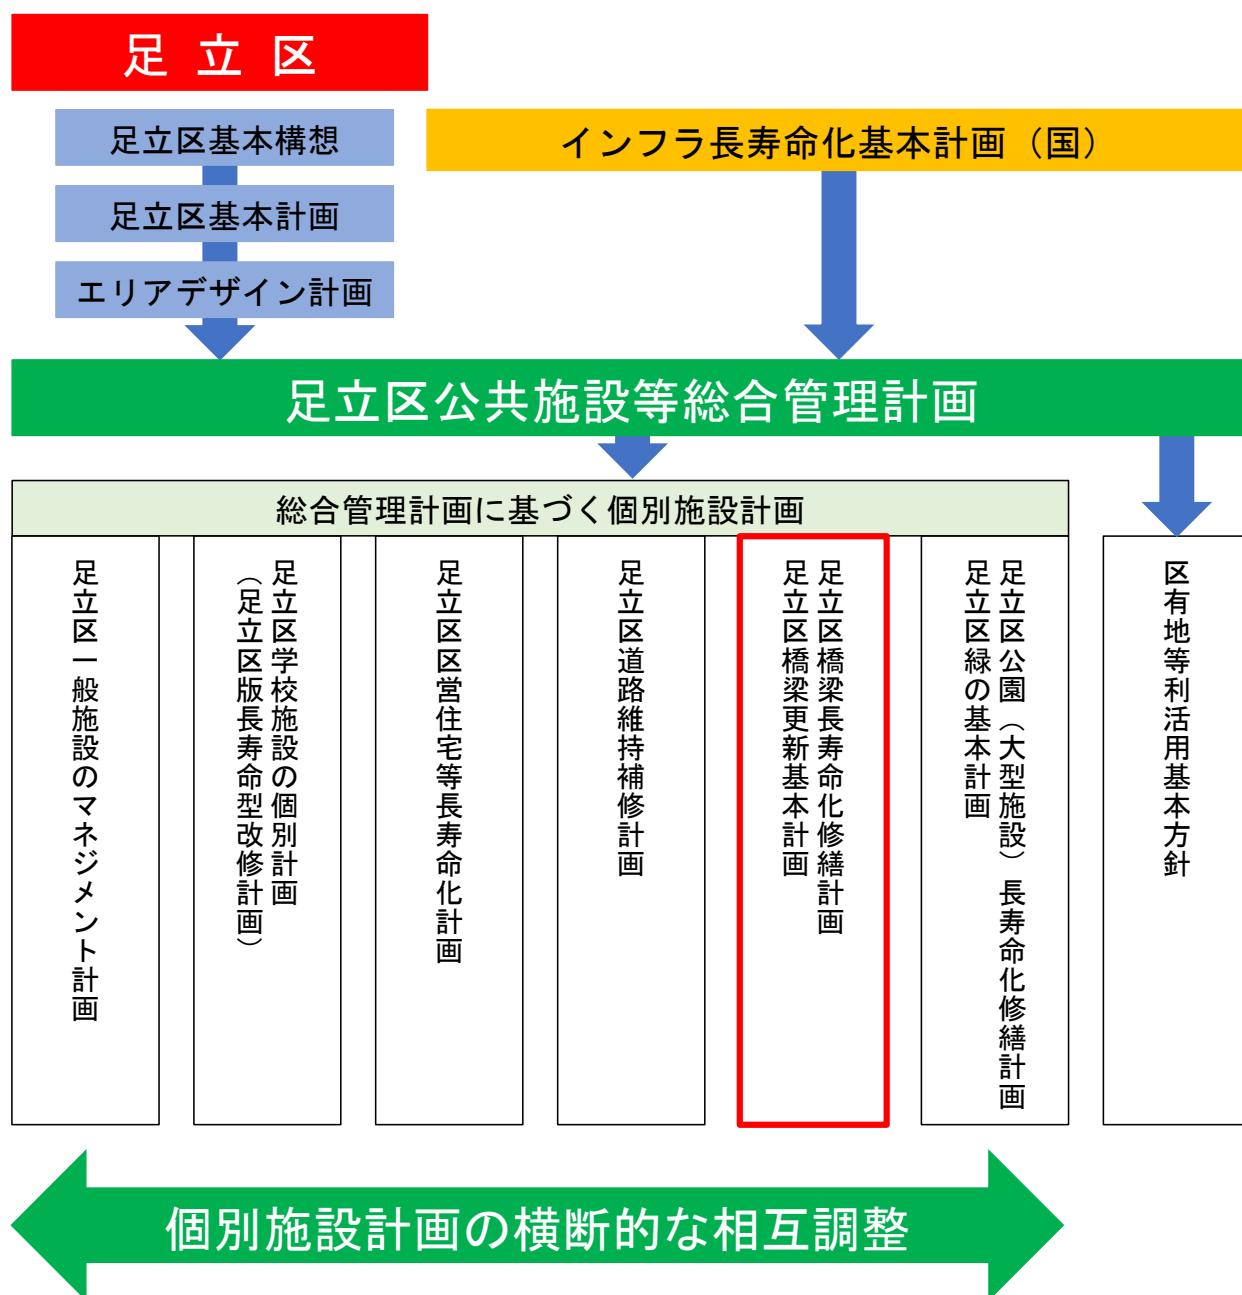 足立区
足立区基本構想
インフラ長寿命化基本計画（国）
足立区基本計画
エリアデザイン計画
足立区公共施設等総合管理計画
総合管理計画に基づく個別施設計画
足立区一般施設のマネジメント計画
足立区学校施設の個別計画
（足立区版長寿命型改修計画）
足立区区営住宅等長寿命化計画
足立区道路維持補修計画
足立区橋梁長寿命化修繕計画
足立区橋梁更新基本計画
足立区公園（大型施設）長寿命化修繕計画
足立区緑の基本計画
区有地等利活用基本方針
個別施設計画の横断的な相互調整